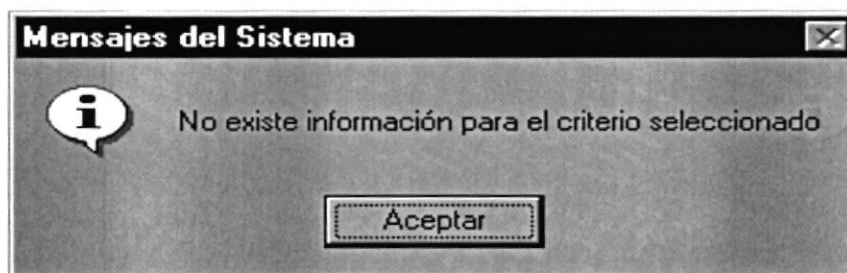 Mensajes del Sistema
No existe información para el criterio seleccionado
Aceptar